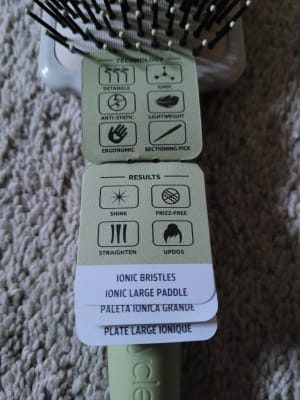 TECHNOLOGY
DETANGLE IONIC
ANTI-STATIC LIGHTWEIGHT
ERGONOMIC SECTIONING PICK
RESULTS
SHINE FRIZZ-FREE
STRAIGHTEN UPDOS
IONIC BRISTLES
IONIC LARGE PADDLE
PALETA IONICA GRANDE
PLATE LARGE IONIQUE